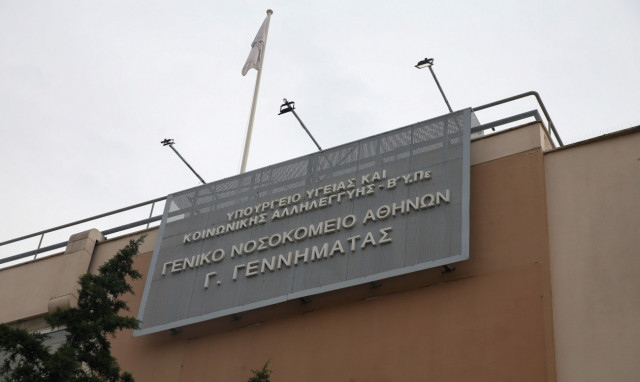 ΥΠΟΥΡΓΕΙΟ ΥΓΕΙΑΣ ΚΑΙ
ΚΟΙΝΩΝΙΚΗΣ ΑΛΛΗΛΕΓΓΥΗΣ - Β΄Υ.Πε
ΓΕΝΙΚΟ ΝΟΣΟΚΟΜΕΙΟ ΑΘΗΝΩΝ
Γ. ΓΕΝΝΗΜΑΤΑΣ